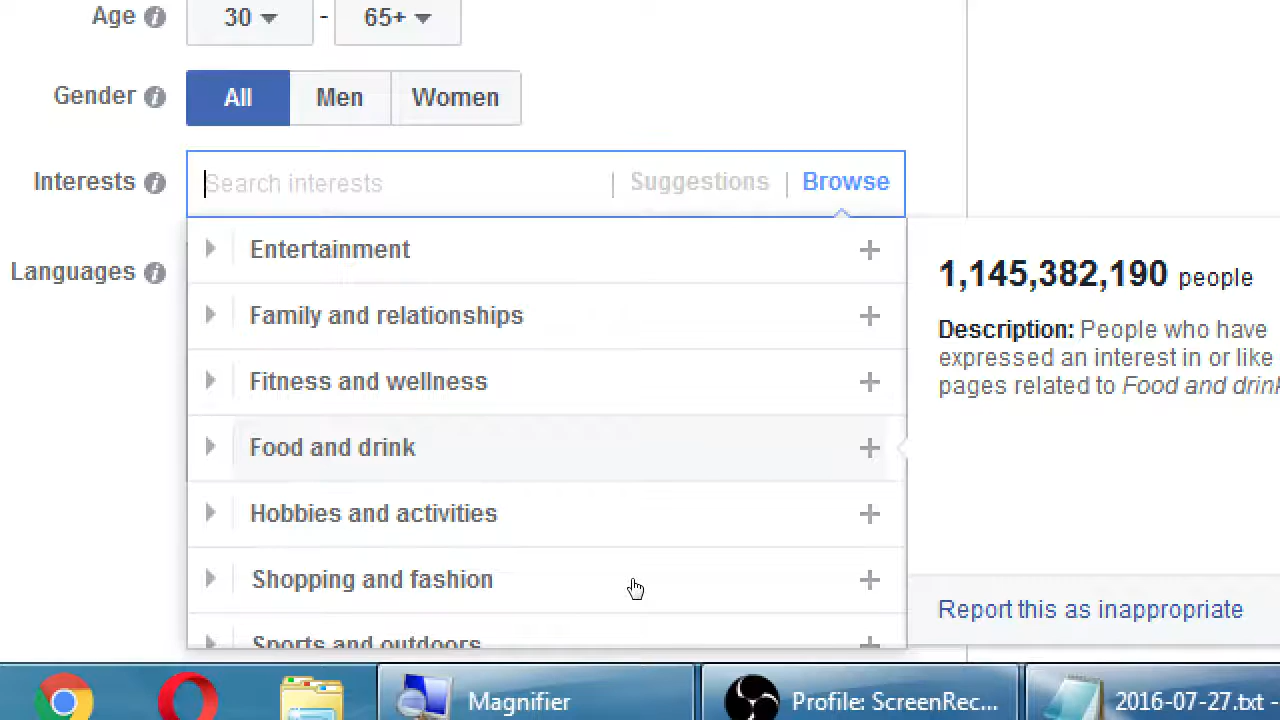 Age 30 - 65+
Gender All Men Women
Interests Search interests | Suggestions | Browse
Entertainment
Family and relationships
Fitness and wellness
Food and drink
Hobbies and activities
Shopping and fashion
Sports and outdoors
Languages
1,145,382,190 people
Description: People who have
expressed an interest in or like
pages related to Food and drink
Report this as inappropriate
Magnifier Profile: ScreenRec... 2016-07-27.txt -